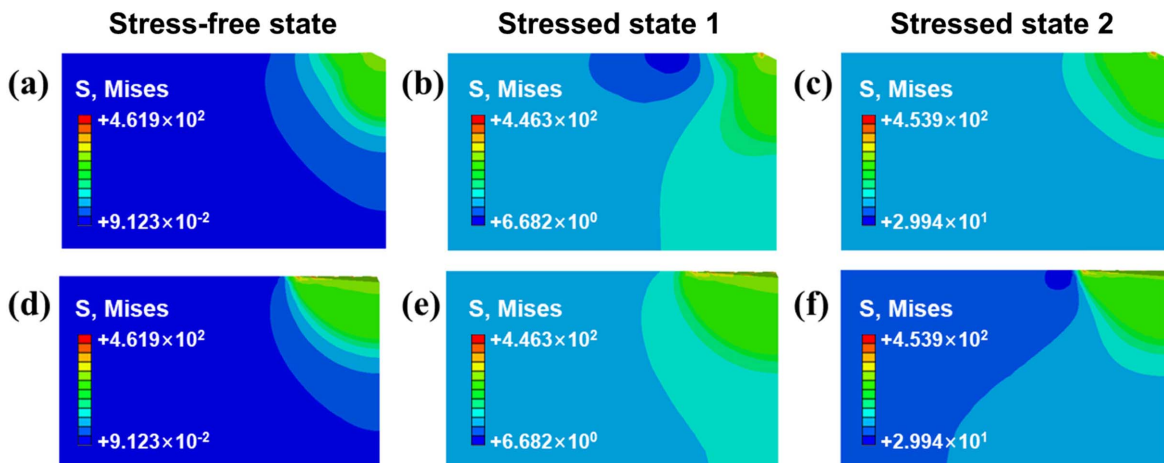 Stress-free state
Stressed state 1
Stressed state 2
(a)
S, Mises
+4.619×10²
+9.123×10⁻²
(b)
S, Mises
+4.463×10²
+6.682×10⁰
(c)
S, Mises
+4.539×10²
+2.994×10¹
(d)
S, Mises
+4.619×10²
+9.123×10⁻²
(e)
S, Mises
+4.463×10²
+6.682×10⁰
(f)
S, Mises
+4.539×10²
+2.994×10¹